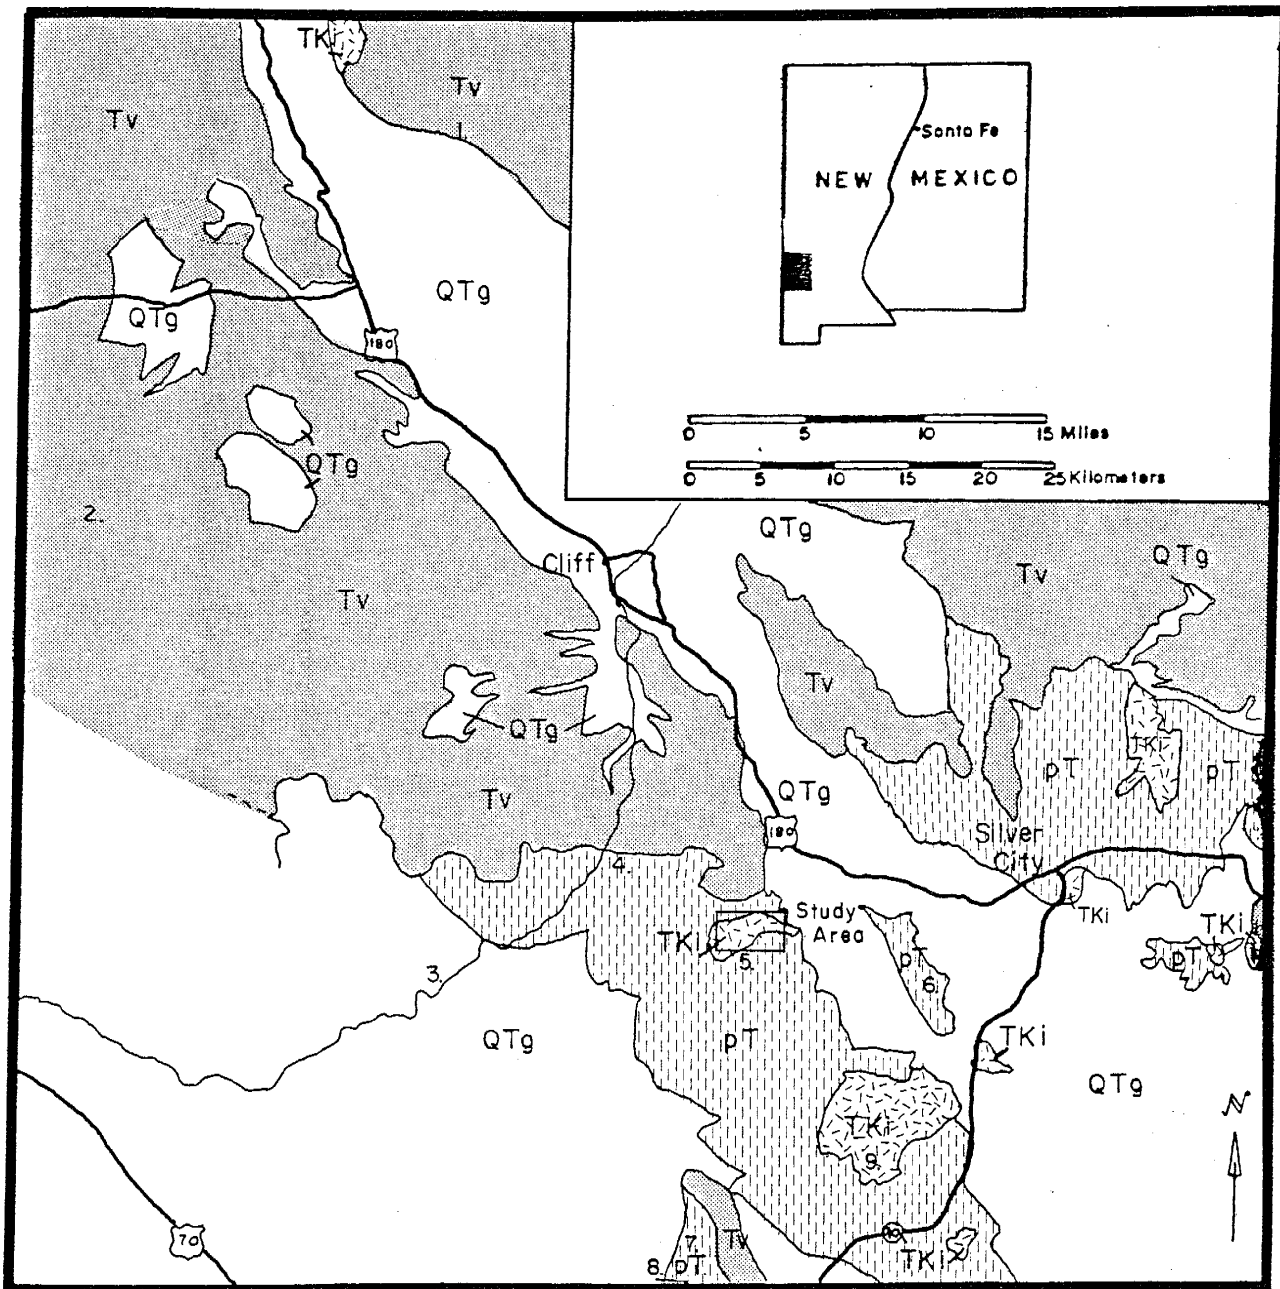 TKi
Tv
Tv
1.
Santa Fe
NEW MEXICO
QTg
QTg
180
0 5 10 15 Miles
0 5 10 15 20 25 Kilometers
QTg
2.
QTg
QTg
Cliff
Tv
Tv
Tv
QTg
TKi
pT
pT
Tv
QTg
180
Silver
City
4.
Study
Area
TKi
TKi
TKi
pT
5.
pT
6.
3.
QTg
pT
TKi
QTg
N
TKi
9.
70
7.
Tv
8. pT
90
TKi